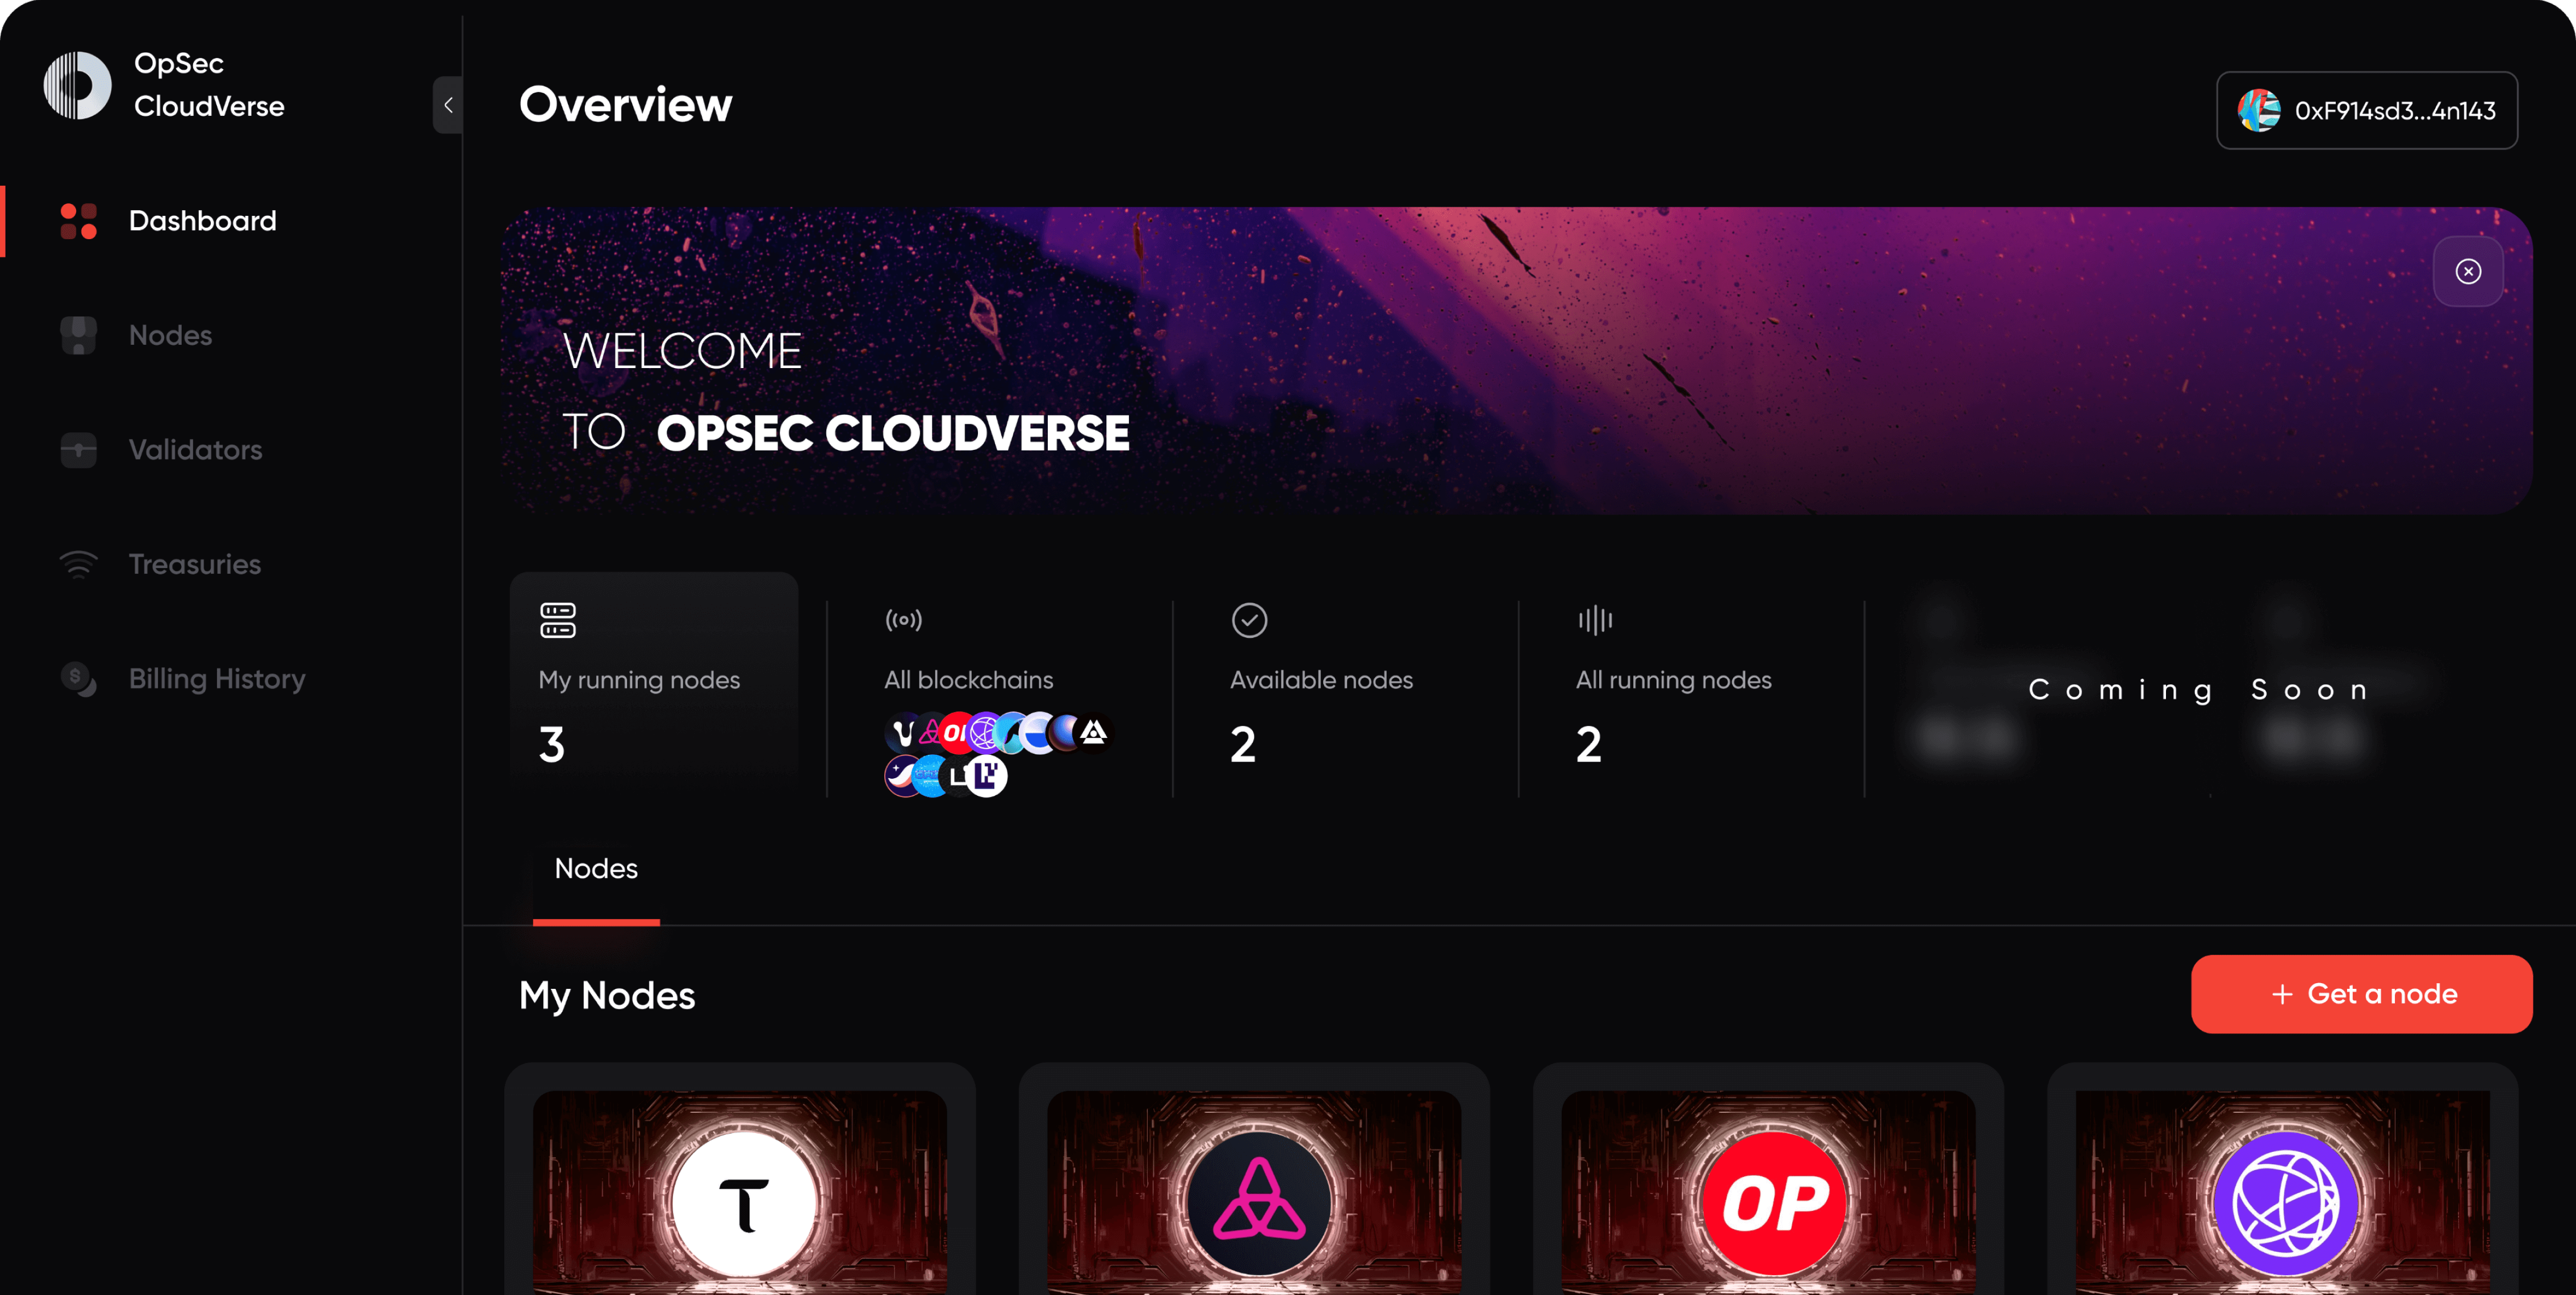 OpSec
CloudVerse
Dashboard
Nodes
Validators
Treasuries
Billing History
Overview
0xF914sd3...4n143
WELCOME
TO OPSEC CLOUDVERSE
My running nodes
3
All blockchains
Available nodes
2
All running nodes
2
Coming Soon
Nodes
My Nodes
+ Get a node
OP